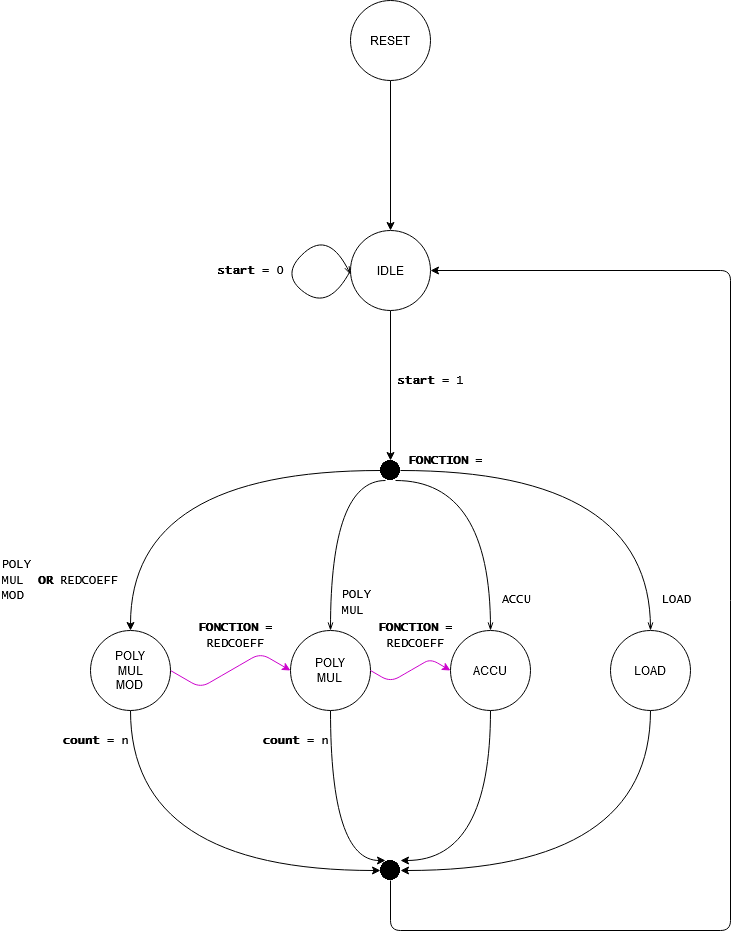 RESET
start = 0
IDLE
start = 1
FONCTION =
POLY
MUL OR REDCOEFF
MOD
POLY
MUL
ACCU
LOAD
FONCTION =
REDCOEFF
FONCTION =
REDCOEFF
POLY
MUL
MOD
POLY
MUL
ACCU
LOAD
count = n
count = n